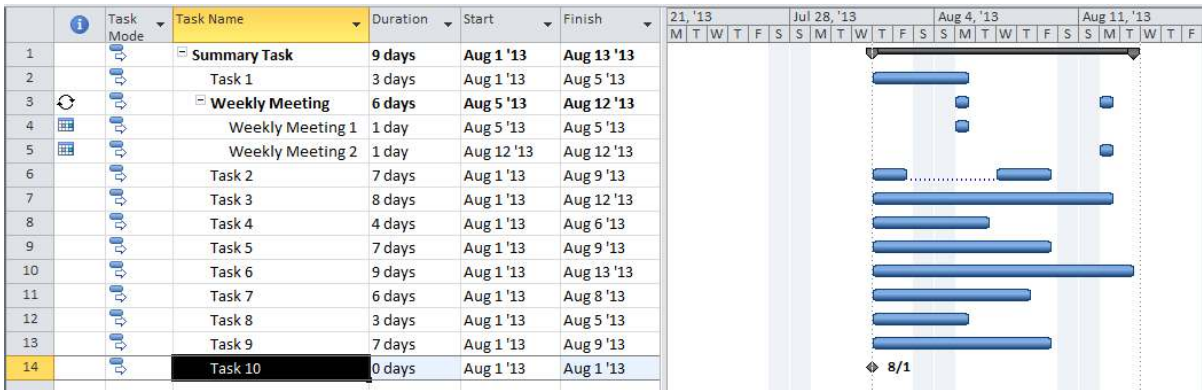 Task Mode Task Name Duration Start Finish 21, '13 Jul 28, '13 Aug 4, '13 Aug 11, '13
M T W T F S S M T W T F S S M T W T F S S M T W T F
1 Summary Task 9 days Aug 1 '13 Aug 13 '13
2 Task 1 3 days Aug 1 '13 Aug 5 '13
3 Weekly Meeting 6 days Aug 5 '13 Aug 12 '13
4 Weekly Meeting 1 1 day Aug 5 '13 Aug 5 '13
5 Weekly Meeting 2 1 day Aug 12 '13 Aug 12 '13
6 Task 2 7 days Aug 1 '13 Aug 9 '13
7 Task 3 8 days Aug 1 '13 Aug 12 '13
8 Task 4 4 days Aug 1 '13 Aug 6 '13
9 Task 5 7 days Aug 1 '13 Aug 9 '13
10 Task 6 9 days Aug 1 '13 Aug 13 '13
11 Task 7 6 days Aug 1 '13 Aug 8 '13
12 Task 8 3 days Aug 1 '13 Aug 5 '13
13 Task 9 7 days Aug 1 '13 Aug 9 '13
14 Task 10 0 days Aug 1 '13 Aug 1 '13 8/1